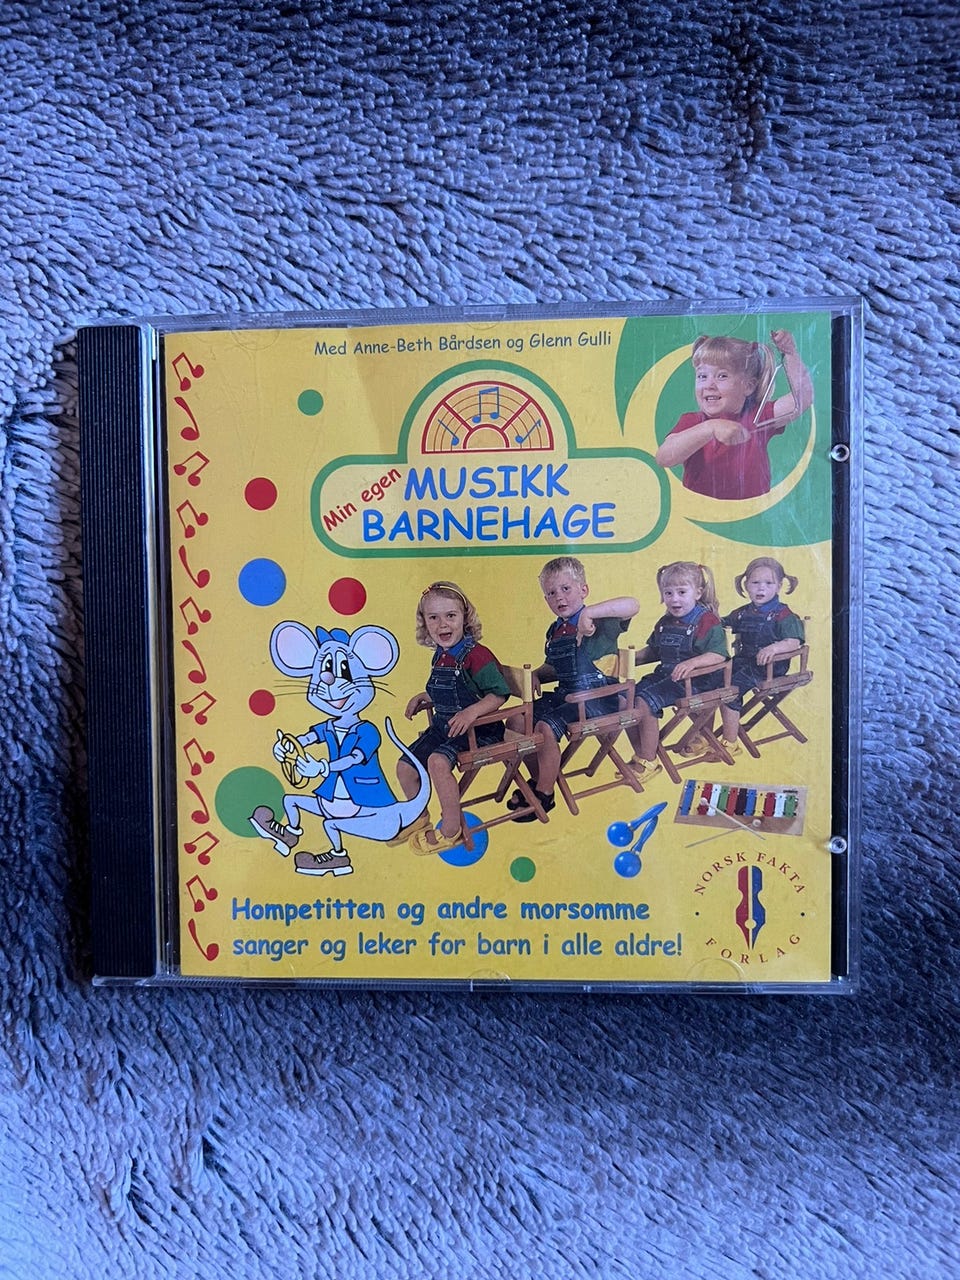 Med Anne-Beth Bårdsen og Glenn Gulli
Min egen
MUSIKK
BARNEHAGE
Hompetitten og andre morsomme
sanger og leker for barn i alle aldre!
NORSK FAKTA
FORLAG